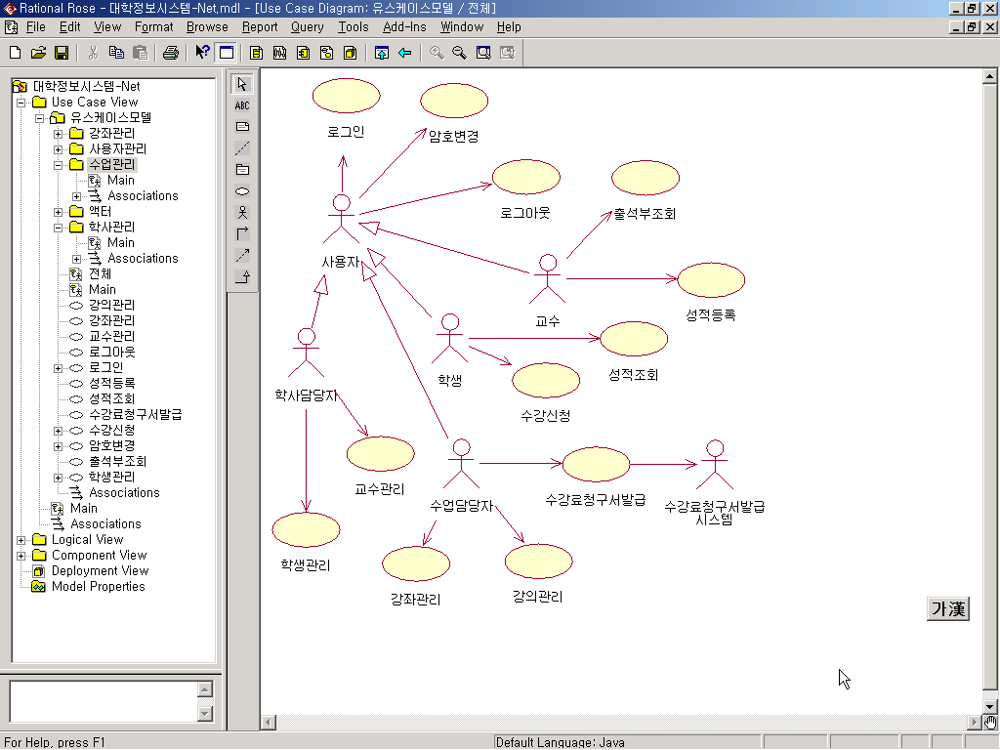 Rational Rose - 대학정보시스템-Net.mdl - [Use Case Diagram: 유스케이스모델 / 전체]
File Edit View Format Browse Report Query Tools Add-Ins Window Help
대학정보시스템-Net
Use Case View
유스케이스모델
강좌관리
사용자관리
수업관리
Main
Associations
액터
학사관리
Main
Associations
전체
Main
강의관리
강좌관리
교수관리
로그아웃
로그인
성적등록
성적조회
수강료청구서발급
수강신청
암호변경
출석부조회
학생관리
Associations
Main
Associations
Logical View
Component View
Deployment View
Model Properties
ABC
로그인
암호변경
로그아웃
출석부조회
사용자
교수
성적등록
학생
성적조회
학사담당자
수강신청
교수관리
수업담당자
수강료청구서발급
수강료청구서발급
시스템
학생관리
강좌관리
강의관리
가漢
For Help, press F1
Default Language: Java